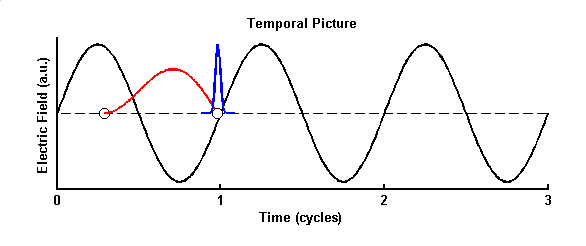 Temporal Picture
Electric Field (a.u.)
0 1 2 3
Time (cycles)